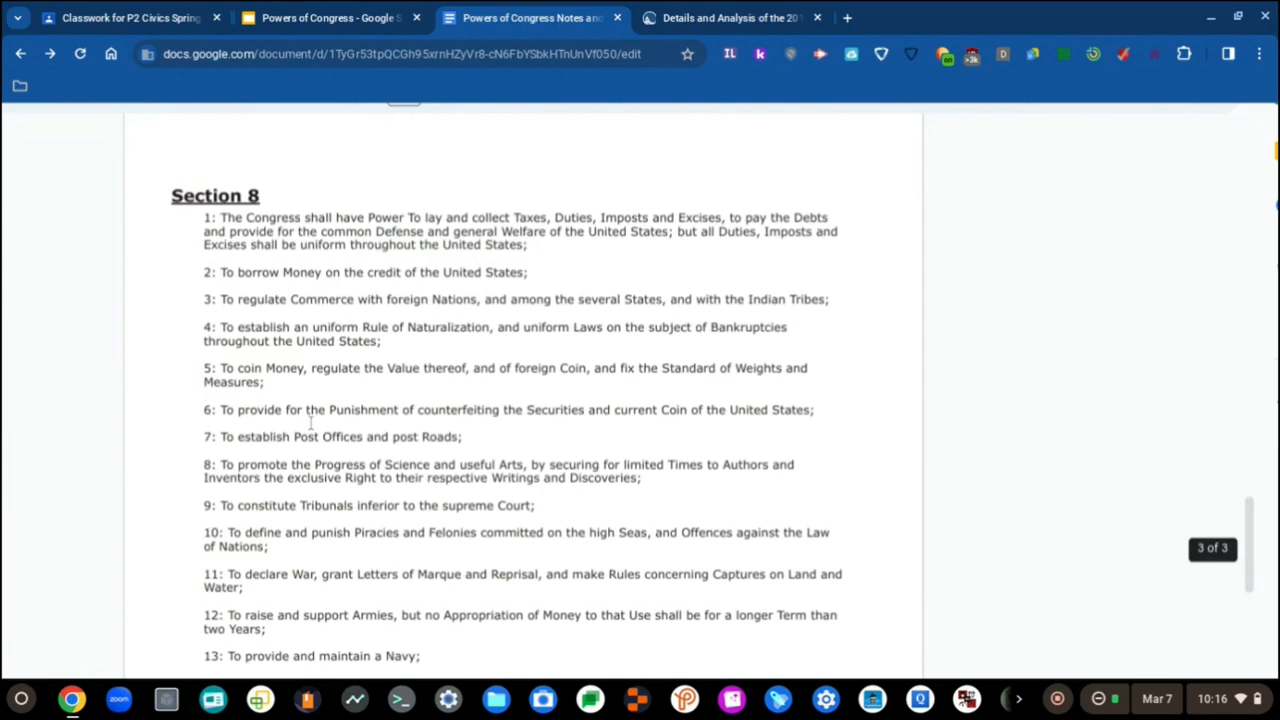 Classwork for P2 Civics Spring
Powers of Congress - Google S
Powers of Congress Notes and
Details and Analysis of the 201
docs.google.com/document/d/1TyGr53tpQCGh95xrnHZyVr8-cN6FbYSbkHTnUnVf050/edit
Section 8
1: The Congress shall have Power To lay and collect Taxes, Duties, Imposts and Excises, to pay the Debts
and provide for the common Defense and general Welfare of the United States; but all Duties, Imposts and
Excises shall be uniform throughout the United States;
2: To borrow Money on the credit of the United States;
3: To regulate Commerce with foreign Nations, and among the several States, and with the Indian Tribes;
4: To establish an uniform Rule of Naturalization, and uniform Laws on the subject of Bankruptcies
throughout the United States;
5: To coin Money, regulate the Value thereof, and of foreign Coin, and fix the Standard of Weights and
Measures;
6: To provide for the Punishment of counterfeiting the Securities and current Coin of the United States;
7: To establish Post Offices and post Roads;
8: To promote the Progress of Science and useful Arts, by securing for limited Times to Authors and
Inventors the exclusive Right to their respective Writings and Discoveries;
9: To constitute Tribunals inferior to the supreme Court;
10: To define and punish Piracies and Felonies committed on the high Seas, and Offences against the Law
of Nations;
3 of 3
11: To declare War, grant Letters of Marque and Reprisal, and make Rules concerning Captures on Land and
Water;
12: To raise and support Armies, but no Appropriation of Money to that Use shall be for a longer Term than
two Years;
13: To provide and maintain a Navy;
zoom
Mar 7
10:16